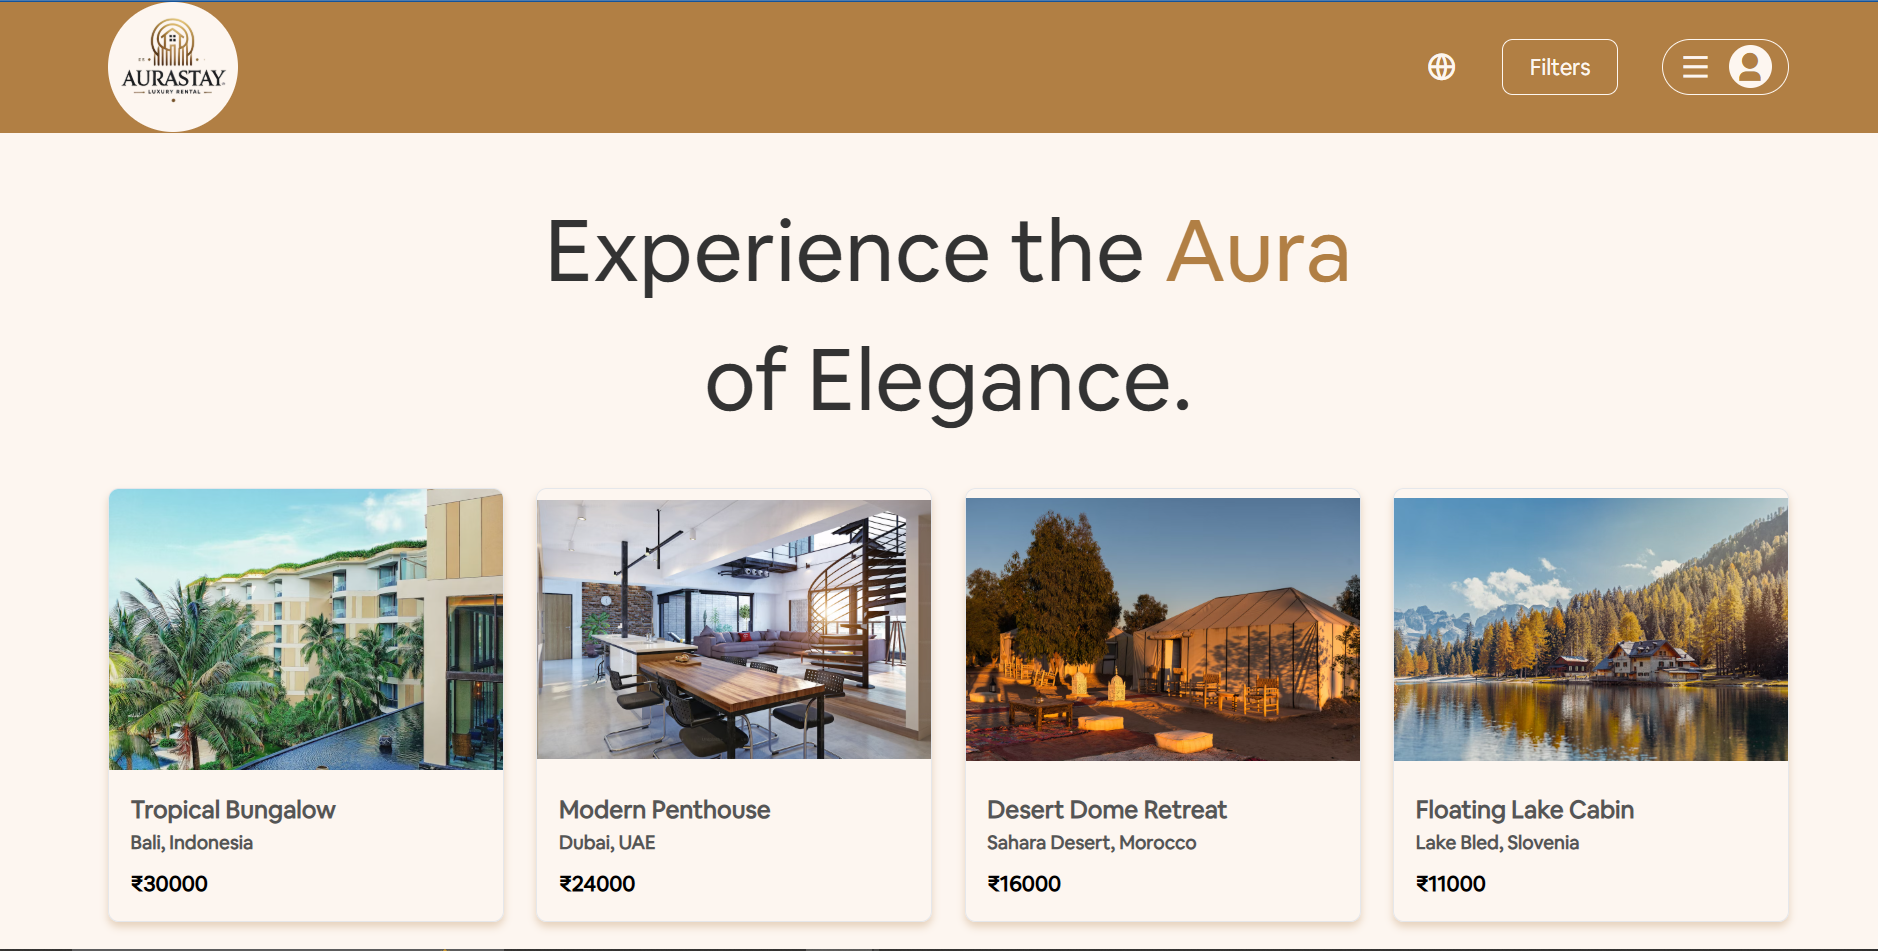 AURASTAY
LUXURY RENTAL
Filters
Experience the Aura
of Elegance.
Tropical Bungalow
Bali, Indonesia
₹30000
Modern Penthouse
Dubai, UAE
₹24000
Desert Dome Retreat
Sahara Desert, Morocco
₹16000
Floating Lake Cabin
Lake Bled, Slovenia
₹11000